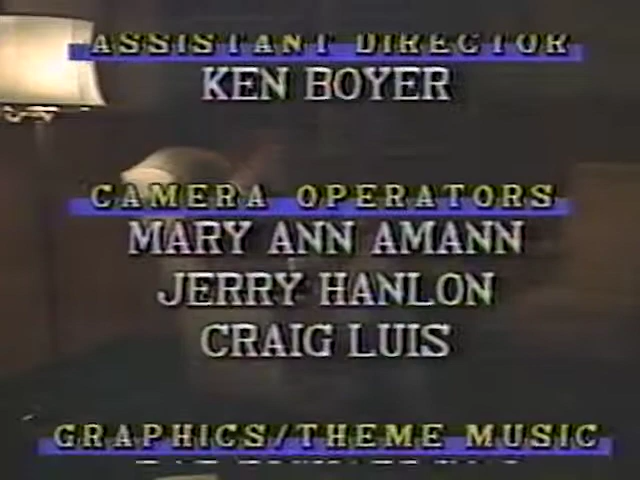 ASSISTANT DIRECTOR
KEN BOYER
CAMERA OPERATORS
MARY ANN AMANN
JERRY HANLON
CRAIG LUIS
GRAPHICS/THEME MUSIC